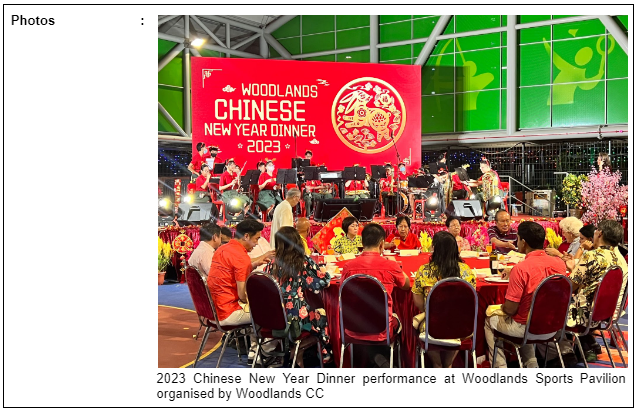 Photos :
WOODLANDS
CHINESE
NEW YEAR DINNER
2023
2023 Chinese New Year Dinner performance at Woodlands Sports Pavilion
organised by Woodlands CC